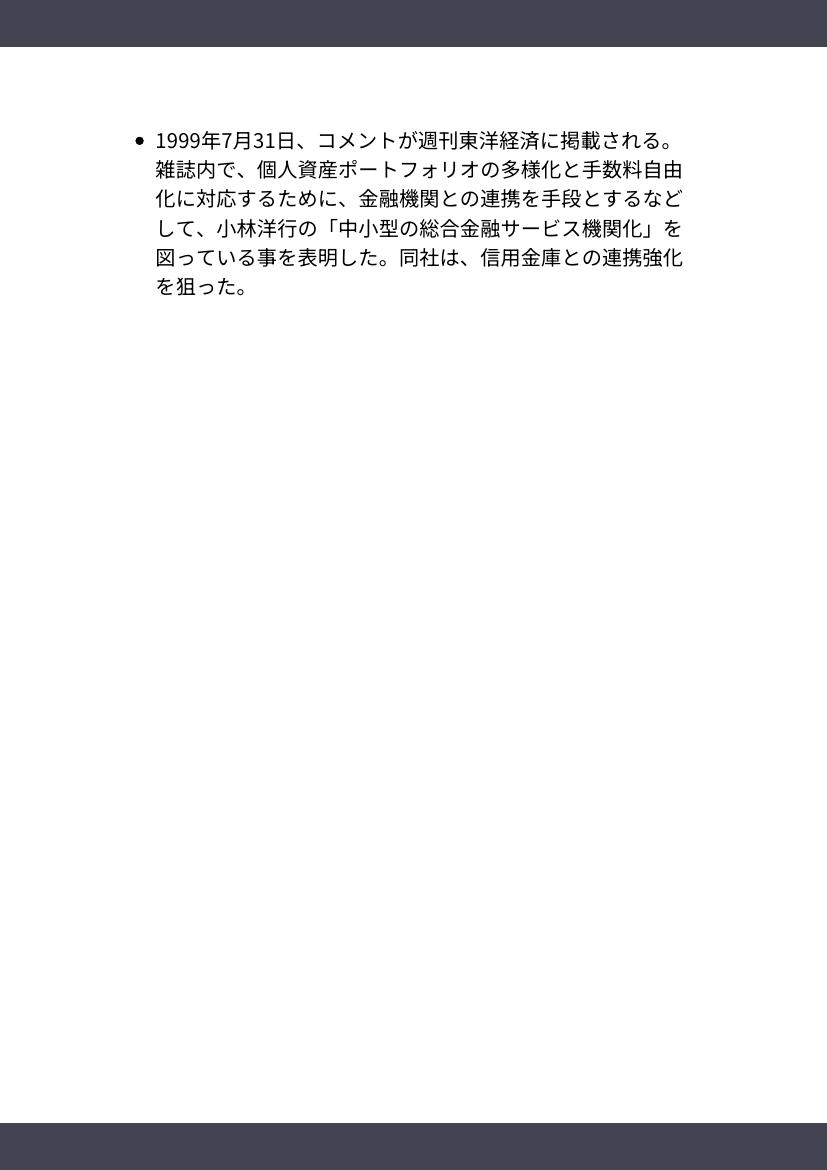 • 1999年7月31日、コメントが週刊東洋経済に掲載される。
雑誌内で、個人資産ポートフォリオの多様化と手数料自由
化に対応するために、金融機関との連携を手段とするなど
して、小林洋行の「中小型の総合金融サービス機関化」を
図っている事を表明した。同社は、信用金庫との連携強化
を狙った。